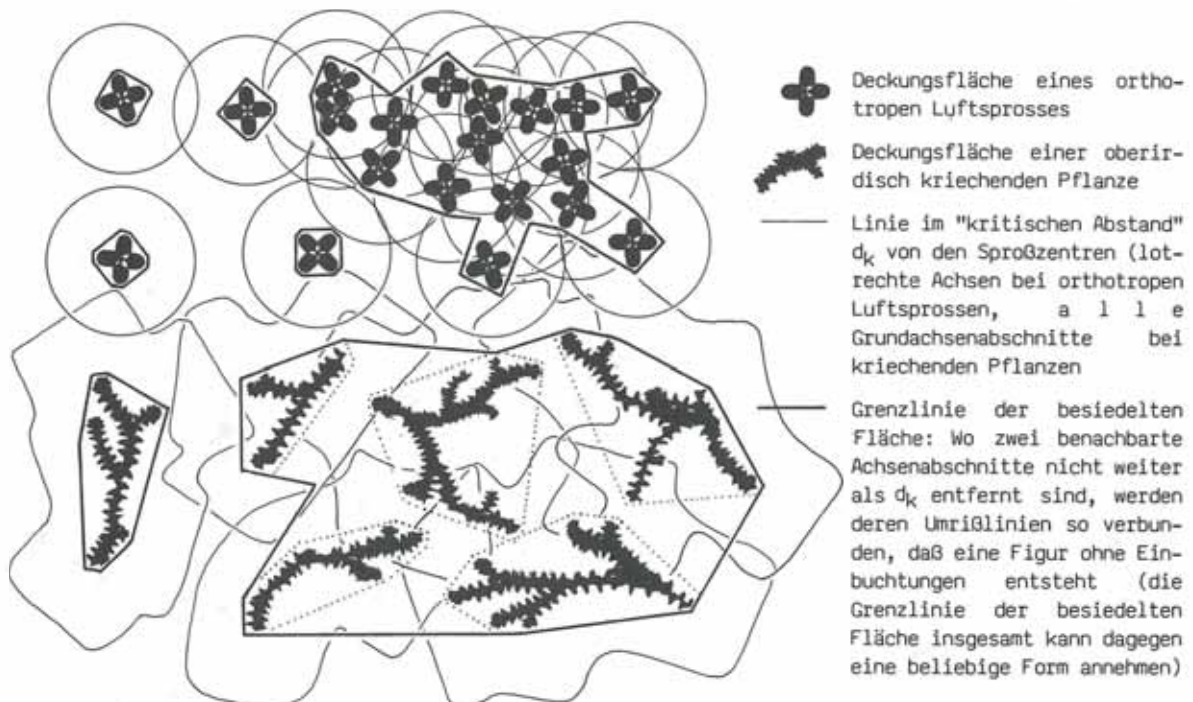 Deckungsfläche eines ortho-
tropen Luftsprosses
Deckungsfläche einer oberir-
disch kriechenden Pflanze
Linie im "kritischen Abstand"
dk von den Sproßzentren (lot-
rechte Achsen bei orthotropen
Luftsprossen, a l l e
Grundachsenabschnitte bei
kriechenden Pflanzen
Grenzlinie der besiedelten
Fläche: Wo zwei benachbarte
Achsenabschnitte nicht weiter
als dk entfernt sind, werden
deren Umrißlinien so verbun-
den, daß eine Figur ohne Ein-
buchtungen entsteht (die
Grenzlinie der besiedelten
Fläche insgesamt kann dagegen
eine beliebige Form annehmen)